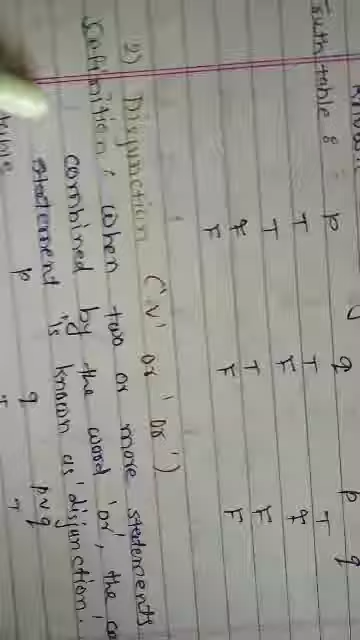 Truth table :
p q p q
T T T
T F F
F T F
F F F
2) Disjunction ('v' or 'or')
Definition : When two or more statements
combined by the word 'or', the
statement is known as 'disjunction'.
table
p q p v q
T T